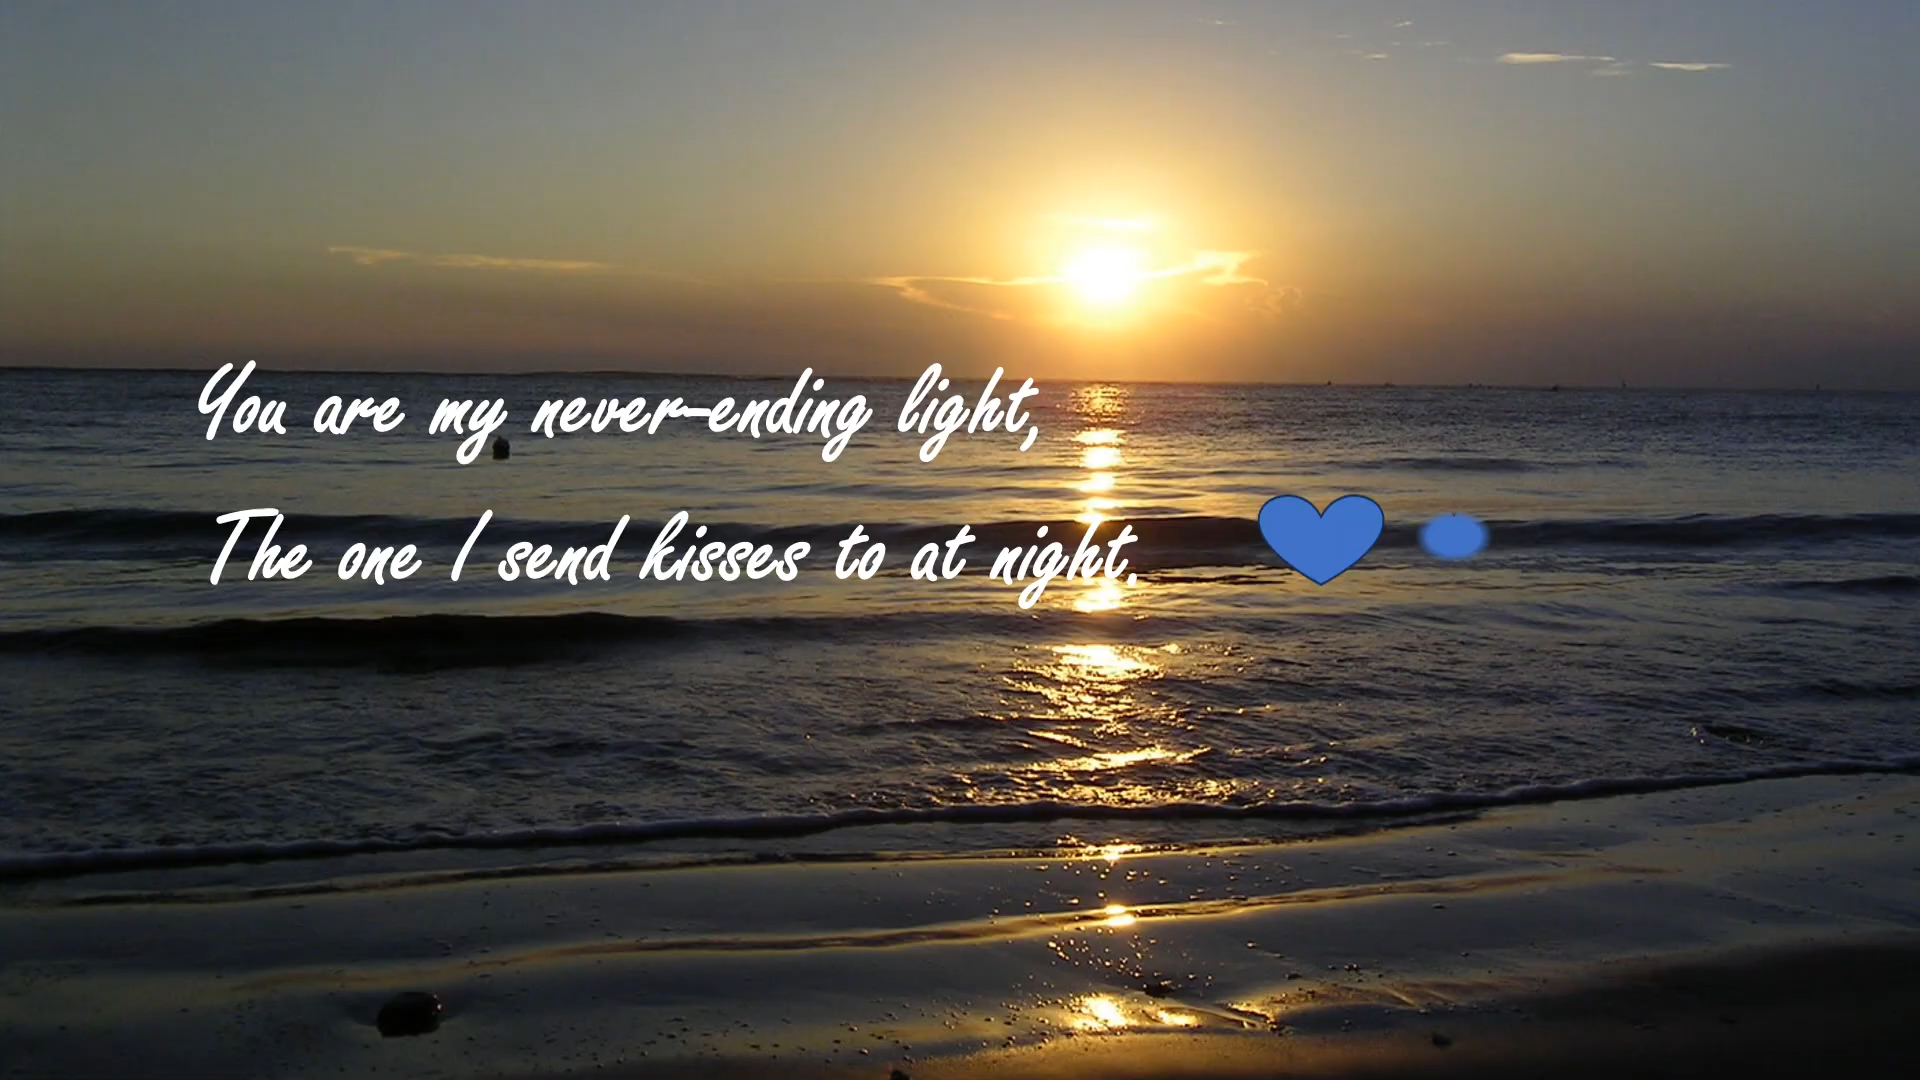 You are my never-ending light,
The one I send kisses to at night.